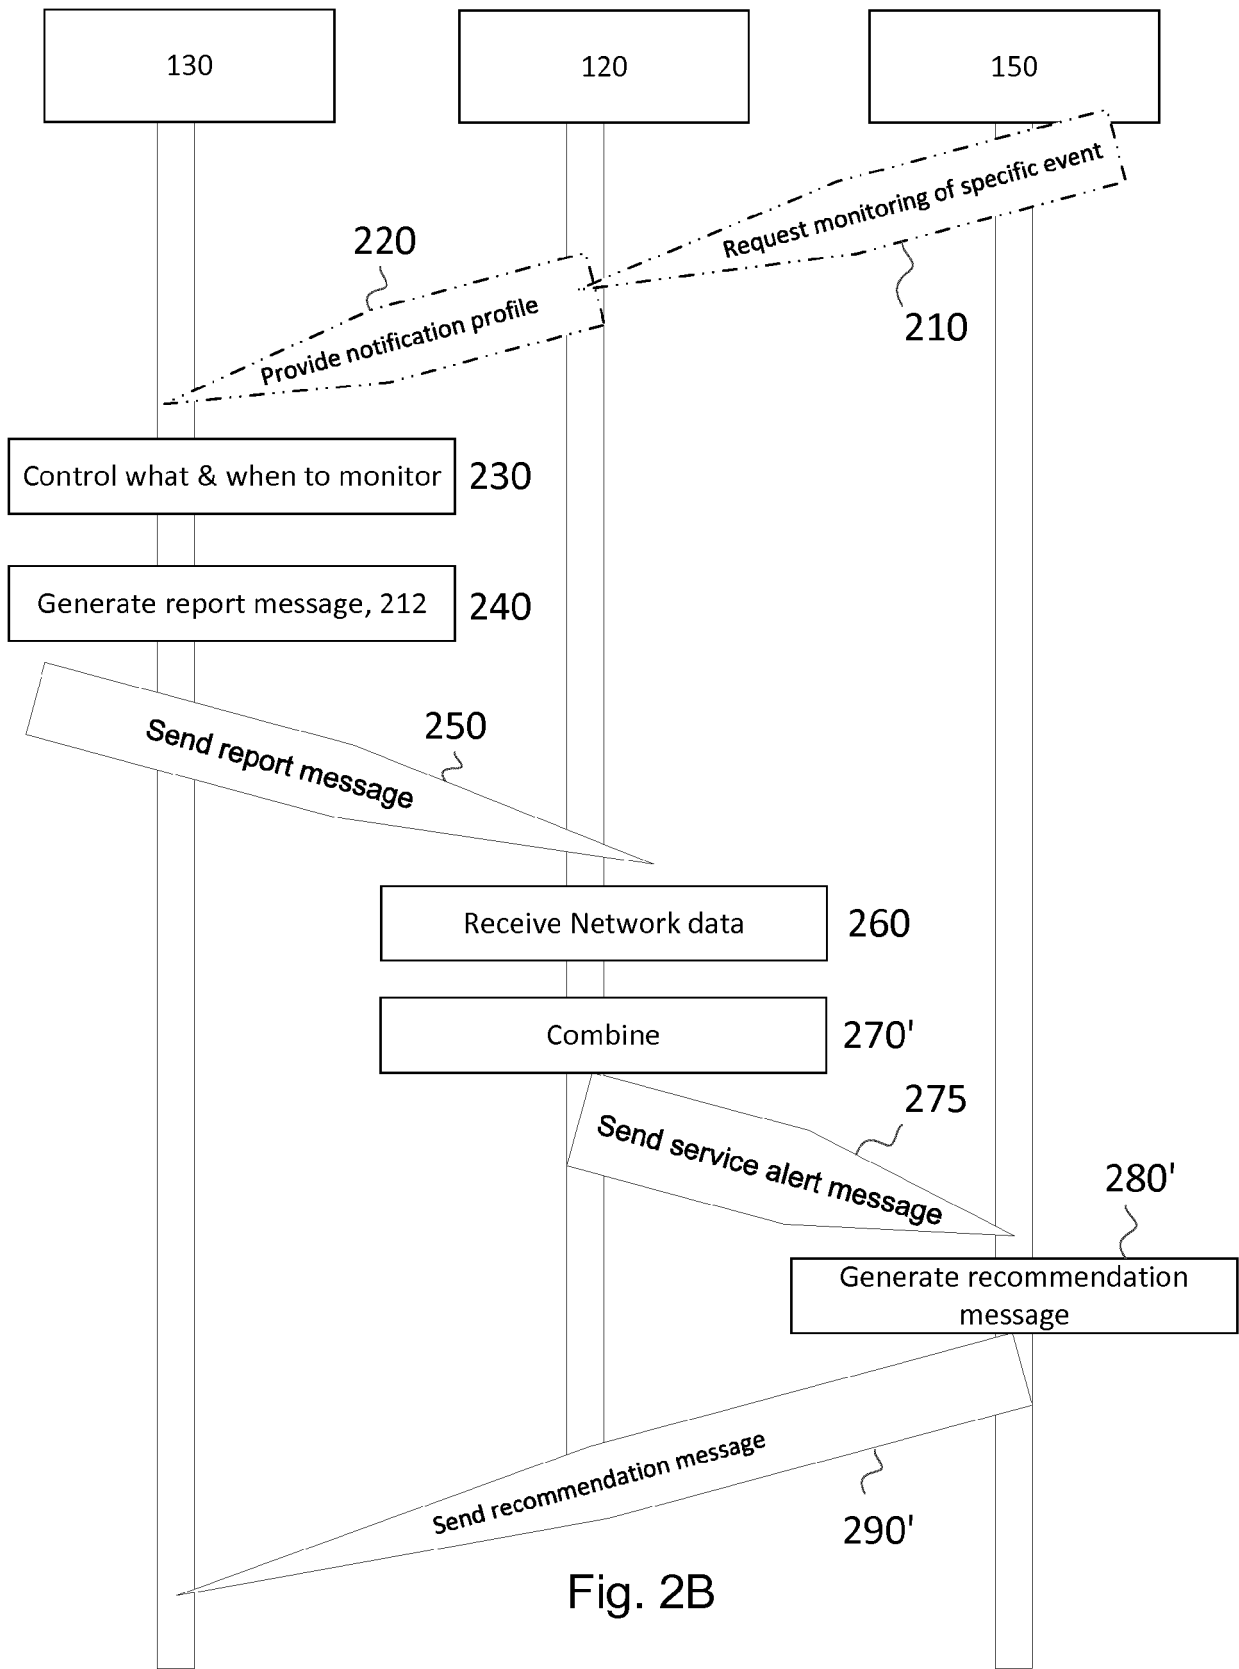 130
120
150
Request monitoring of specific event
210
220
Provide notification profile
Control what & when to monitor
230
Generate report message, 212
240
250
Send report message
Receive Network data
260
Combine
270'
275
Send service alert message
280'
Generate recommendation
message
Send recommendation message
290'
Fig. 2B